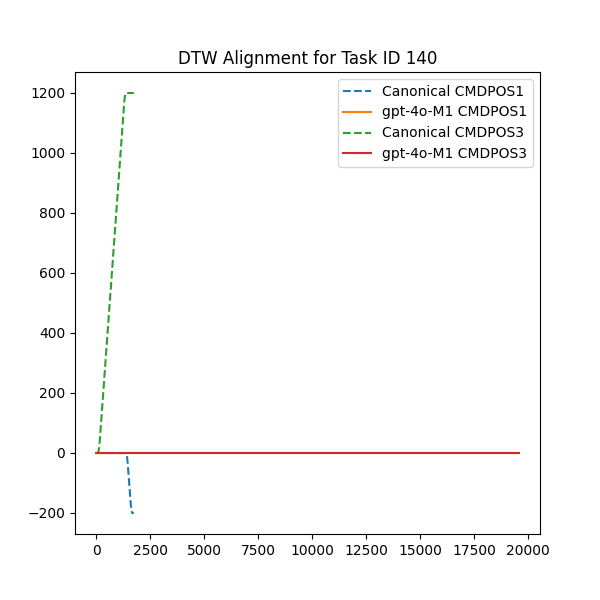 DTW Alignment for Task ID 140
Canonical CMDPOS1
gpt-4o-M1 CMDPOS1
Canonical CMDPOS3
gpt-4o-M1 CMDPOS3
1200
1000
800
600
400
200
0
−200
0 2500 5000 7500 10000 12500 15000 17500 20000